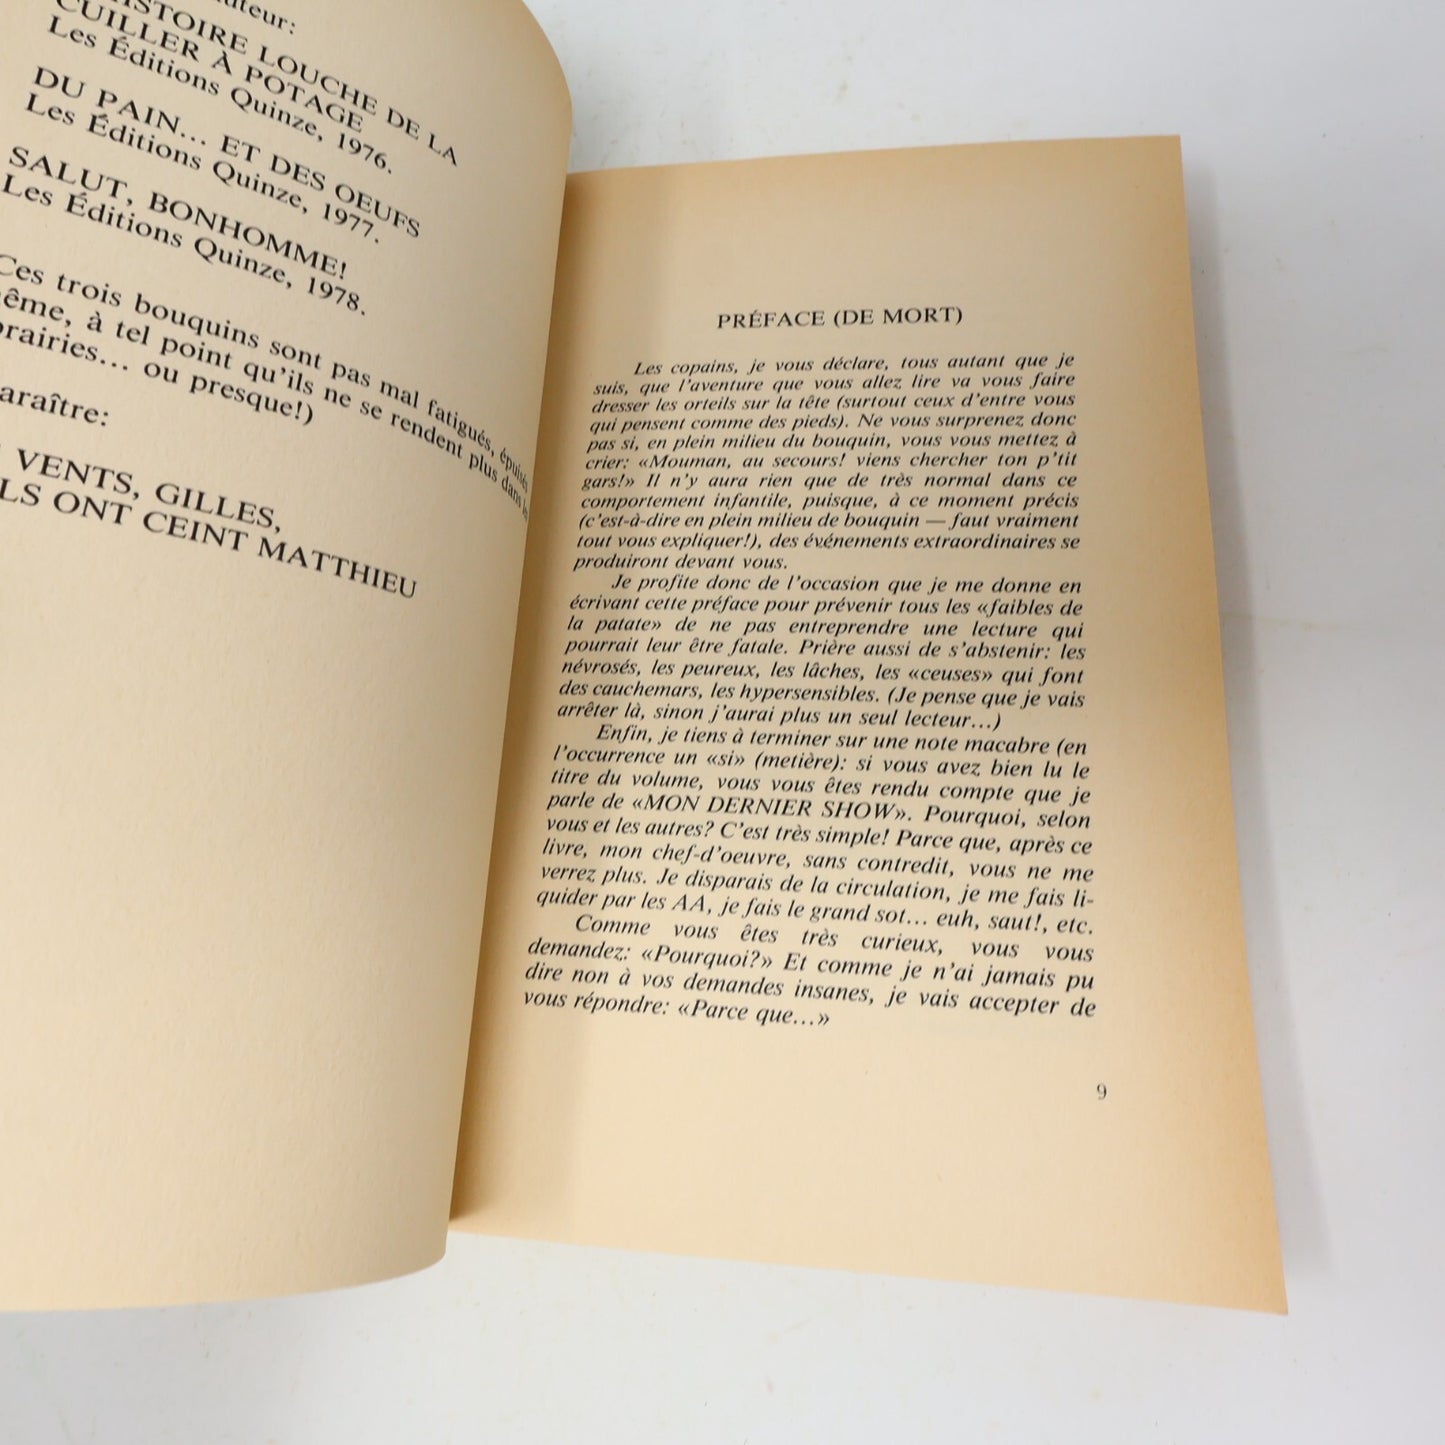 HISTOIRE LOUCHE DE LA
CUILLER À POTAGE
Les Éditions Quinze, 1976.
DU PAIN... ET DES OEUFS
Les Éditions Quinze, 1977.
SALUT, BONHOMME!
Les Éditions Quinze, 1978.
Ces trois bouquins sont pas mal fatigués, épuisés
à tel point qu'ils ne se rendent plus dans les
ou presque!)
VENTS, GILLES,
ILS ONT CEINT MATTHIEU
PRÉFACE (DE MORT)
Les copains, je vous déclare, tous autant que je
suis, que l'aventure que vous allez lire va vous faire
dresser les orteils sur la tête (surtout ceux d'entre vous
qui pensent comme des pieds). Ne vous surprenez donc
pas si, en plein milieu du bouquin, vous vous mettez à
crier: «Mouman, au secours! viens chercher ton p'tit
gars!» Il n'y aura rien que de très normal dans ce
comportement infantile, puisque, à ce moment précis
(c'est-à-dire en plein milieu de bouquin — faut vraiment
tout vous expliquer!), des événements extraordinaires se
produiront devant vous.
Je profite donc de l'occasion que je me donne en
écrivant cette préface pour prévenir tous les «faibles de
la patate» de ne pas entreprendre une lecture qui
pourrait leur être fatale. Prière aussi de s'abstenir: les
névrosés, les peureux, les lâches, les «ceuses» qui font
des cauchemars, les hypersensibles. (Je pense que je vais
arrêter là, sinon j'aurai plus un seul lecteur...)
Enfin, je tiens à terminer sur une note macabre (en
l'occurrence un «si» (metière): si vous avez bien lu le
titre du volume, vous vous êtes rendu compte que je
parle de «MON DERNIER SHOW». Pourquoi, selon
vous et les autres? C'est très simple! Parce que, après ce
livre, mon chef-d'oeuvre, sans contredit, vous ne me
verrez plus. Je disparais de la circulation, je me fais li-
quider par les AA, je fais le grand sot... euh, saut!, etc.
Comme vous êtes très curieux, vous vous
demandez: «Pourquoi?» Et comme je n'ai jamais pu
dire non à vos demandes insanes, je vais accepter de
vous répondre: «Parce que...»
9